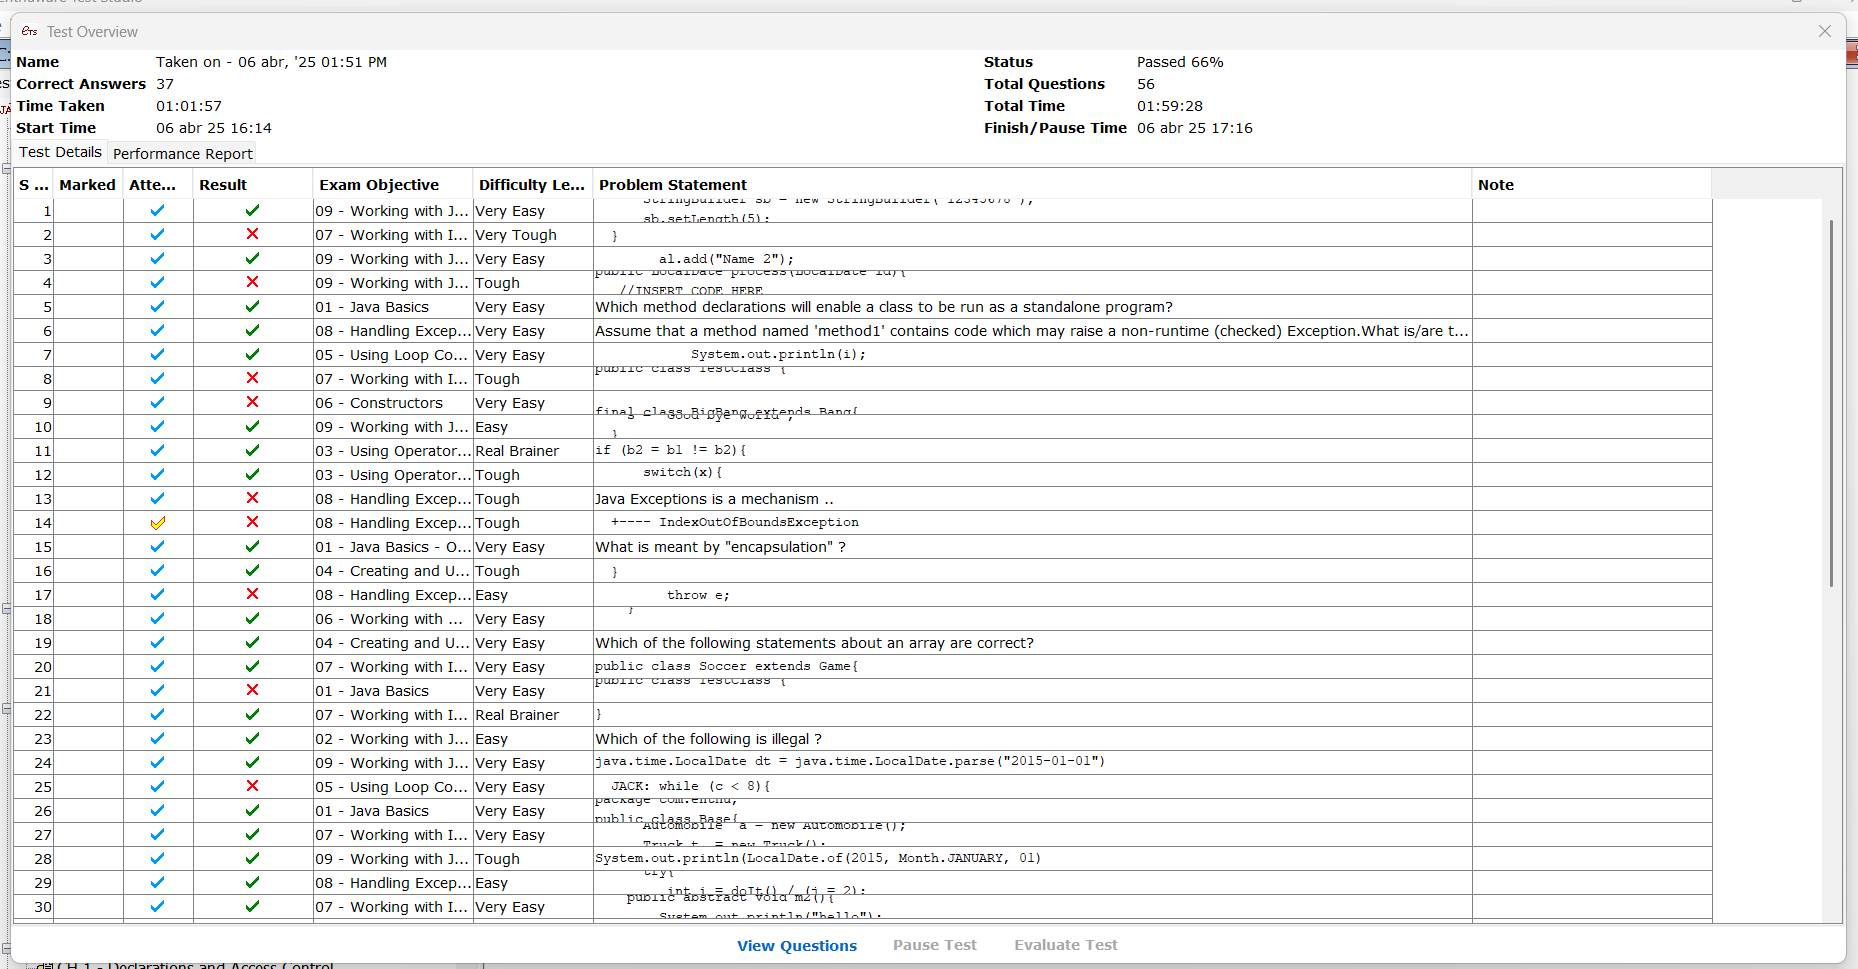 Test Overview
Name Taken on - 06 abr, '25 01:51 PM Status Passed 66%
Correct Answers 37 Total Questions 56
Time Taken 01:01:57 Total Time 01:59:28
Start Time 06 abr 25 16:14 Finish/Pause Time 06 abr 25 17:16
Test Details Performance Report
S ... Marked Atte... Result Exam Objective Difficulty Le... Problem Statement Note
1 09 - Working with J... Very Easy StringBuilder sb = new StringBuilder("12345678");
sb.setLength(5);
2 07 - Working with I... Very Tough }
3 09 - Working with J... Very Easy al.add("Name 2");
4 09 - Working with J... Tough public LocalDate process(LocalDate ld){
//INSERT CODE HERE
5 01 - Java Basics Very Easy Which method declarations will enable a class to be run as a standalone program?
6 08 - Handling Excep... Very Easy Assume that a method named 'method1' contains code which may raise a non-runtime (checked) Exception.What is/are t...
7 05 - Using Loop Co... Very Easy System.out.println(i);
8 07 - Working with I... Tough public class TestClass {
9 06 - Constructors Very Easy final class BigBang extends Bang{
10 09 - Working with J... Easy s = "Good bye world";
}
11 03 - Using Operator... Real Brainer if (b2 = b1 != b2){
12 03 - Using Operator... Tough switch(x){
13 08 - Handling Excep... Tough Java Exceptions is a mechanism ..
14 08 - Handling Excep... Tough +---- IndexOutOfBoundsException
15 01 - Java Basics - O... Very Easy What is meant by "encapsulation" ?
16 04 - Creating and U... Tough }
17 08 - Handling Excep... Easy throw e;
18 06 - Working with ... Very Easy }
19 04 - Creating and U... Very Easy Which of the following statements about an array are correct?
20 07 - Working with I... Very Easy public class Soccer extends Game{
21 01 - Java Basics Very Easy public class TestClass {
22 07 - Working with I... Real Brainer }
23 02 - Working with J... Easy Which of the following is illegal ?
24 09 - Working with J... Very Easy java.time.LocalDate dt = java.time.LocalDate.parse("2015-01-01")
25 05 - Using Loop Co... Very Easy JACK: while (c < 8){
26 01 - Java Basics Very Easy package com.enthu;
public class Base{
27 07 - Working with I... Very Easy Automobile a = new Automobile();
Truck t = new Truck();
28 09 - Working with J... Tough System.out.println(LocalDate.of(2015, Month.JANUARY, 01)
29 08 - Handling Excep... Easy try{
int i = doIt() / (j = 2);
30 07 - Working with I... Very Easy public abstract void m2(){
System.out.println("hello");
View Questions Pause Test Evaluate Test
CH 1 - Declarations and Access Control